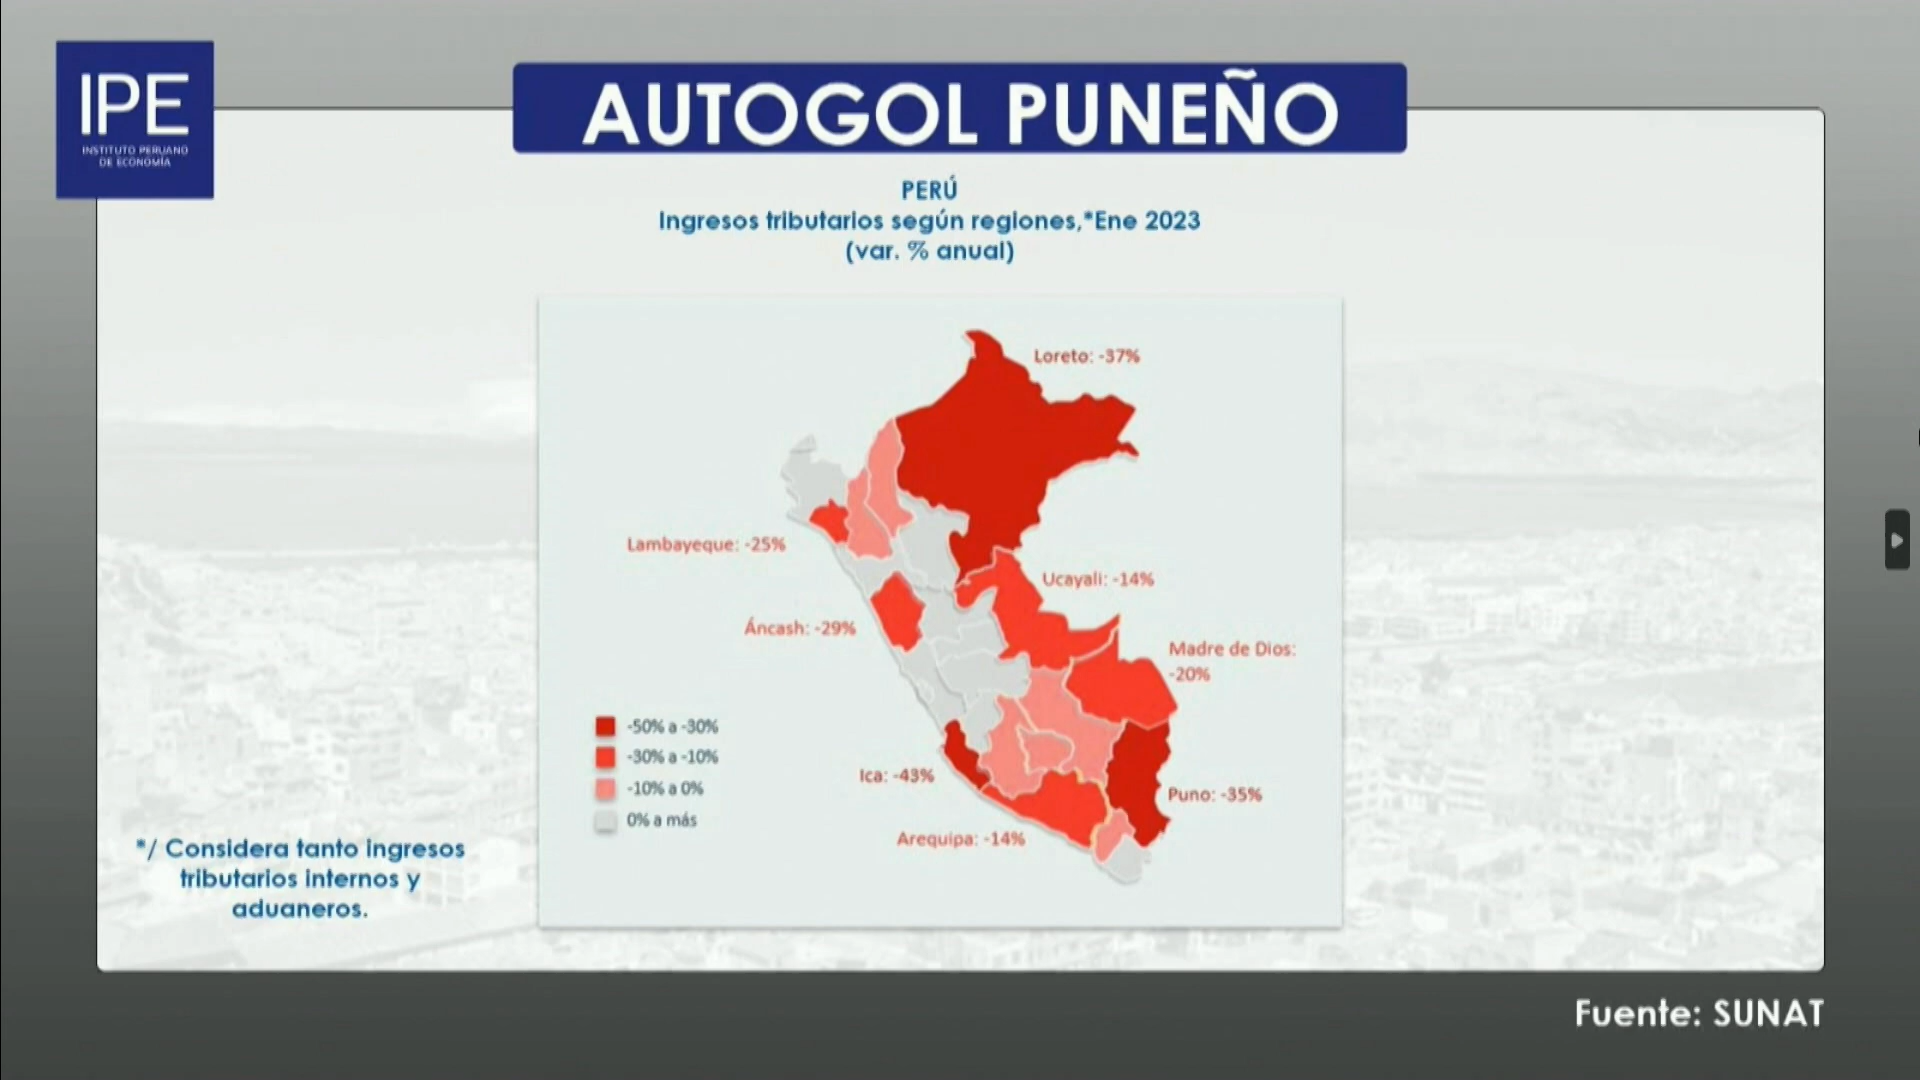 IPE
INSTITUTO PERUANO
DE ECONOMÍA
AUTOGOL PUNEÑO
PERÚ
Ingresos tributarios según regiones,*Ene 2023
(var. % anual)
Loreto: -37%
Lambayeque: -25%
Ucayali: -14%
Áncash: -29%
Madre de Dios:
-20%
-50% a -30%
-30% a -10%
-10% a 0%
0% a más
Ica: -43%
Puno: -35%
Arequipa: -14%
*/ Considera tanto ingresos
tributarios internos y
aduaneros.
Fuente: SUNAT